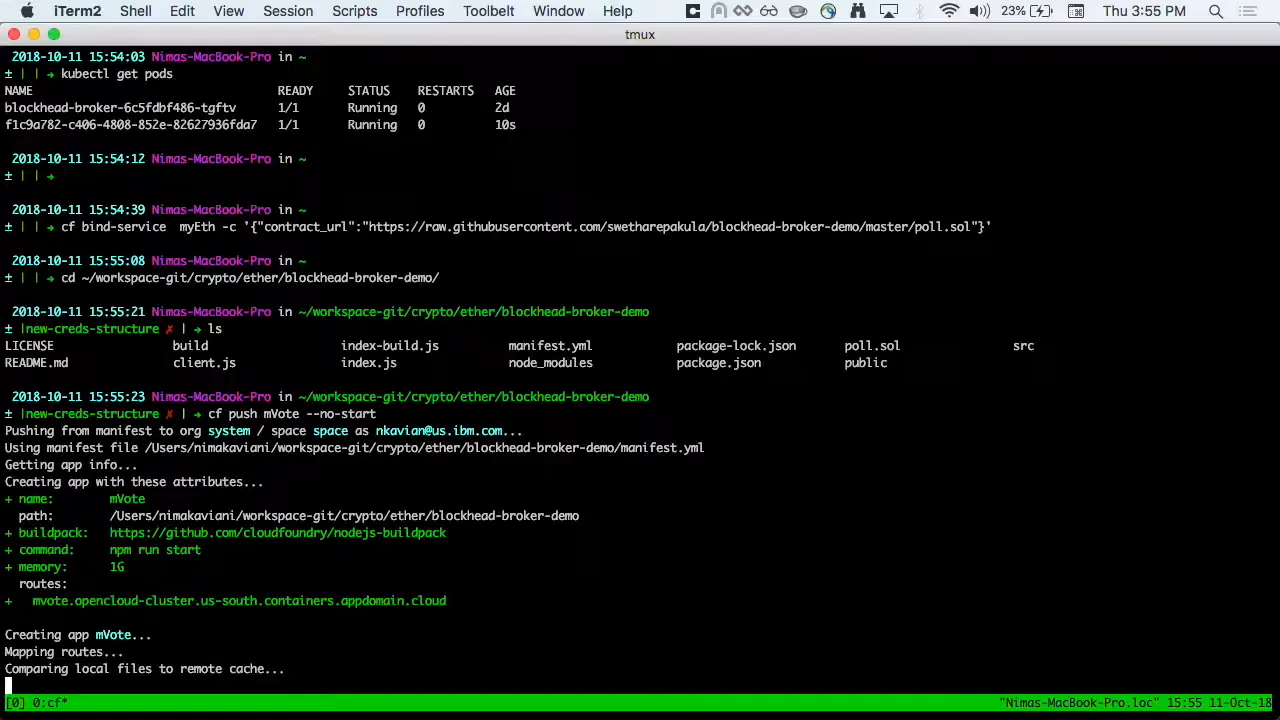 iTerm2 Shell Edit View Session Scripts Profiles Toolbelt Window Help 23% Thu 3:55 PM
tmux
2018-10-11 15:54:03 Nimas-MacBook-Pro in ~
± | | → kubectl get pods
NAME READY STATUS RESTARTS AGE
blockhead-broker-6c5fdbf486-tgftv 1/1 Running 0 2d
f1c9a782-c406-4808-852e-82627936fda7 1/1 Running 0 10s
2018-10-11 15:54:12 Nimas-MacBook-Pro in ~
± | | →
2018-10-11 15:54:39 Nimas-MacBook-Pro in ~
± | | → cf bind-service  myEth -c '{"contract_url":"https://raw.githubusercontent.com/swetharepakula/blockhead-broker-demo/master/poll.sol"}'
2018-10-11 15:55:08 Nimas-MacBook-Pro in ~
± | | → cd ~/workspace-git/crypto/ether/blockhead-broker-demo/
2018-10-11 15:55:21 Nimas-MacBook-Pro in ~/workspace-git/crypto/ether/blockhead-broker-demo
± |new-creds-structure ✗ | → ls
LICENSE build index-build.js manifest.yml package-lock.json poll.sol src
README.md client.js index.js node_modules package.json public
2018-10-11 15:55:23 Nimas-MacBook-Pro in ~/workspace-git/crypto/ether/blockhead-broker-demo
± |new-creds-structure ✗ | → cf push mVote --no-start
Pushing from manifest to org system / space space as nkavian@us.ibm.com...
Using manifest file /Users/nimakaviani/workspace-git/crypto/ether/blockhead-broker-demo/manifest.yml
Getting app info...
Creating app with these attributes...
+ name: mVote
path: /Users/nimakaviani/workspace-git/crypto/ether/blockhead-broker-demo
+ buildpack: https://github.com/cloudfoundry/nodejs-buildpack
+ command: npm run start
+ memory: 1G
routes:
+ mvote.opencloud-cluster.us-south.containers.appdomain.cloud
Creating app mVote...
Mapping routes...
Comparing local files to remote cache...
[0] 0:cf* "Nimas-MacBook-Pro.loc" 15:55 11-Oct-18